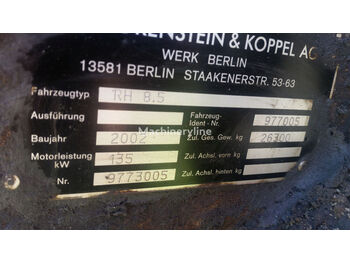 RENSTEIN & KOPPEL AG
WERK BERLIN
13581 BERLIN STAAKENERSTR. 53-63
Fahrzeugtyp RH 8.5
Ausführung Fahrzeug-Ident - Nr. 977005
Baujahr 2002 Zul. Ges. Gew. kg 26300
Motorleistung kW 135 Zul. Achsl. vorn kg
Nr. 9773005 Zul. Achsl. hinten kg
Machineryline